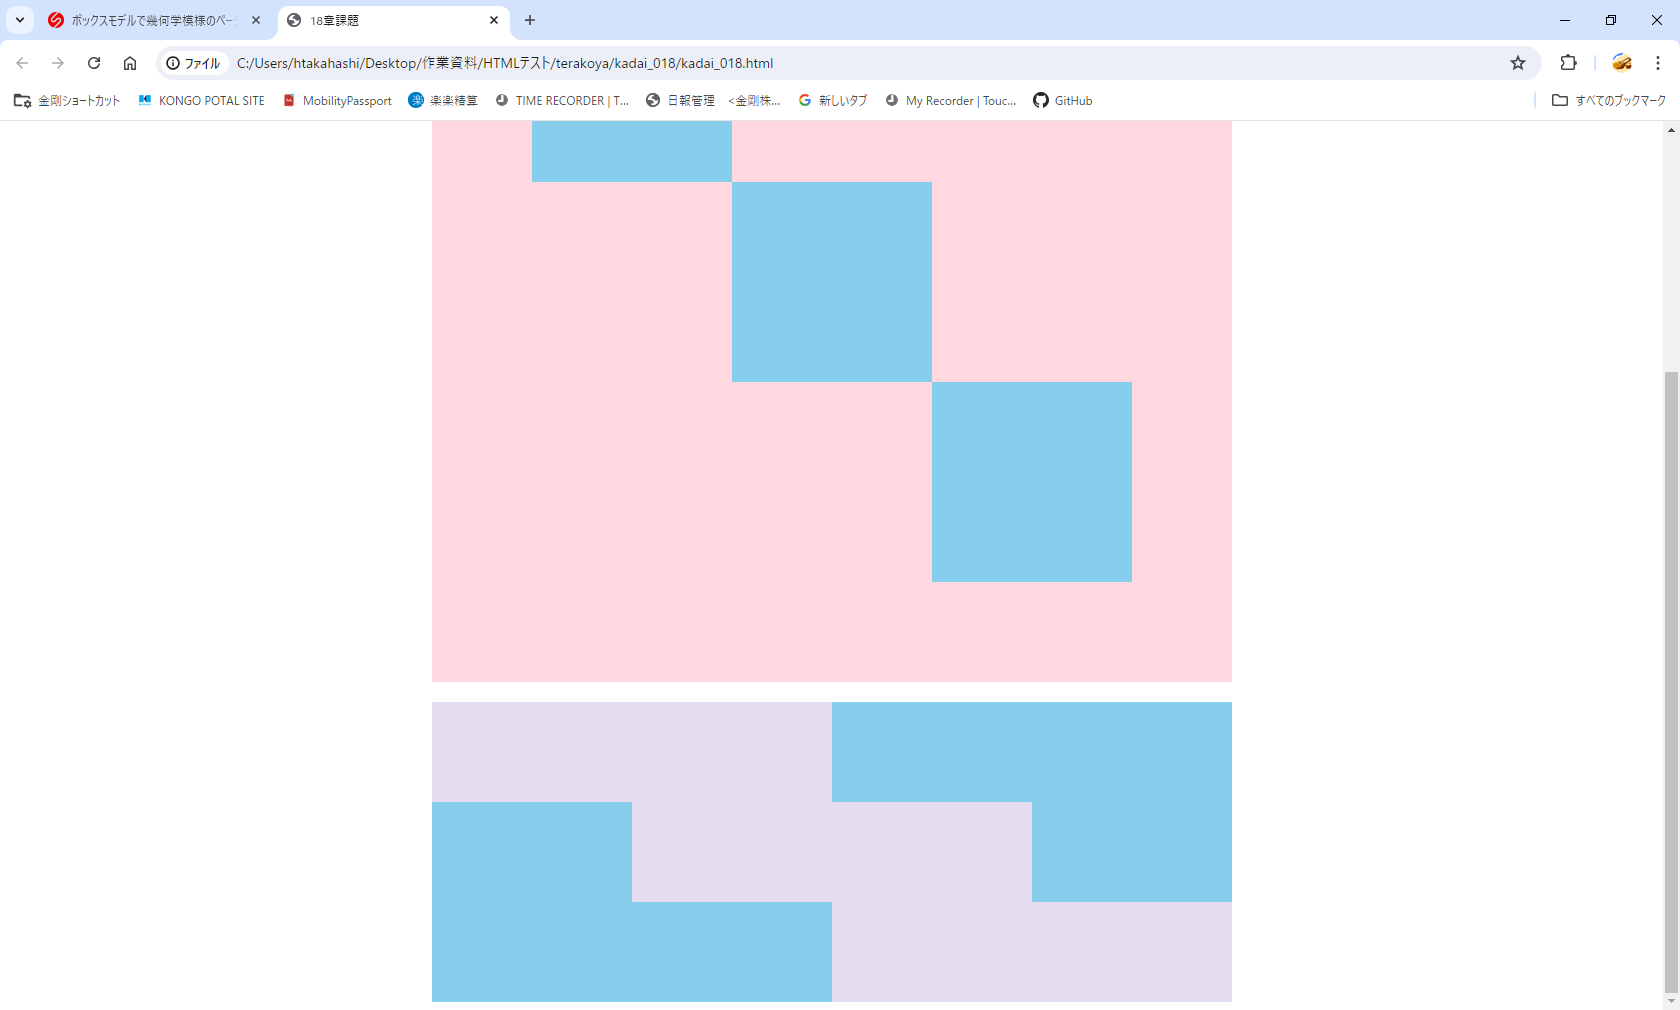 ボックスモデルで幾何学模様のペー
18章課題
ファイル
C:/Users/htakahashi/Desktop/作業資料/HTMLテスト/terakoya/kadai_018/kadai_018.html
金剛ショートカット
KONGO POTAL SITE
MobilityPassport
楽 楽楽精算
TIME RECORDER | T...
日報管理 <金剛株...
新しいタブ
My Recorder | Touc...
GitHub
すべてのブックマーク